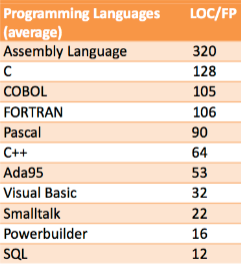 Programming Languages LOC/FP
(average)
Assembly Language 320
C 128
COBOL 105
FORTRAN 106
Pascal 90
C++ 64
Ada95 53
Visual Basic 32
Smalltalk 22
Powerbuilder 16
SQL 12